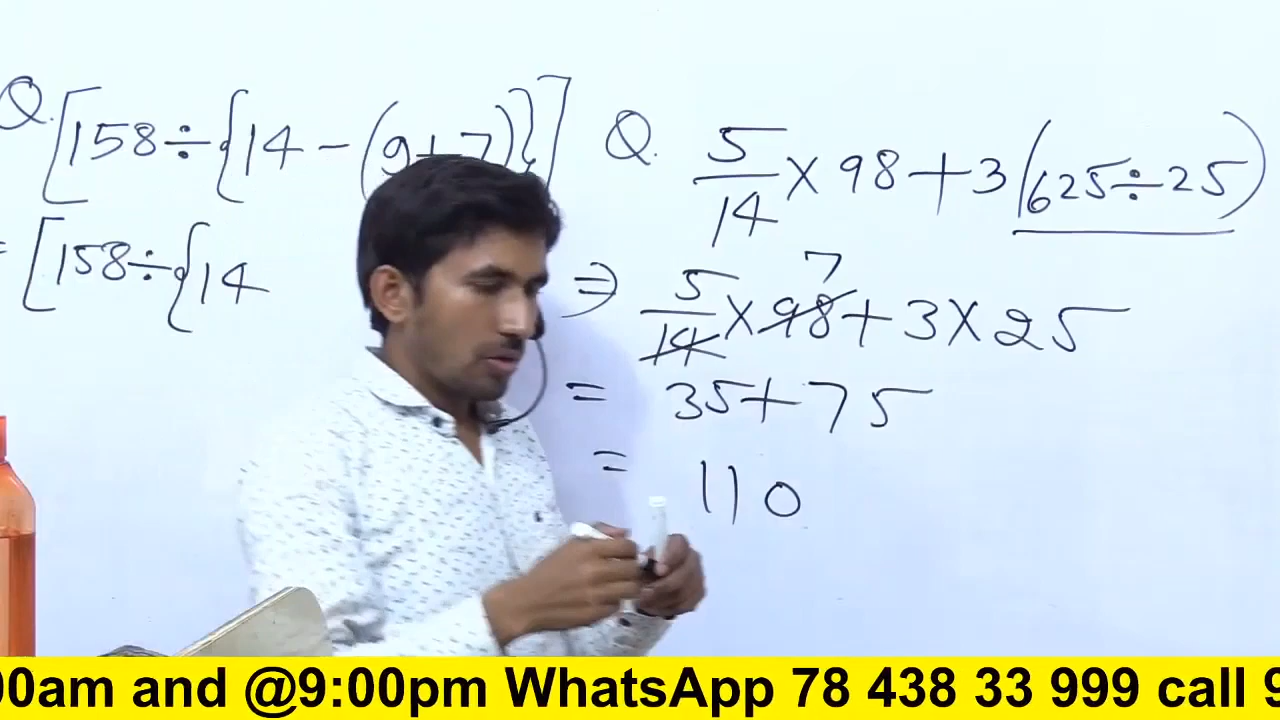 Q. [158÷{14-(9+7)}]
= [158÷{14
Q. 5/14 × 98 + 3(625÷25)
⇒ 5/14 × 98 + 3 × 25
7
= 35+75
= 110
00am and @9:00pm WhatsApp 78 438 33 999 call 9